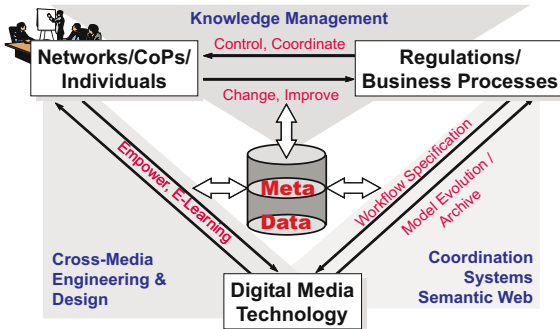 Knowledge Management
Networks/CoPs/
Individuals
Control, Coordinate
Change, Improve
Regulations/
Business Processes
Meta
Data
Empower, E-Learning
Workflow Specification
Model Evolution /
Archive
Cross-Media
Engineering &
Design
Coordination
Systems
Semantic Web
Digital Media
Technology